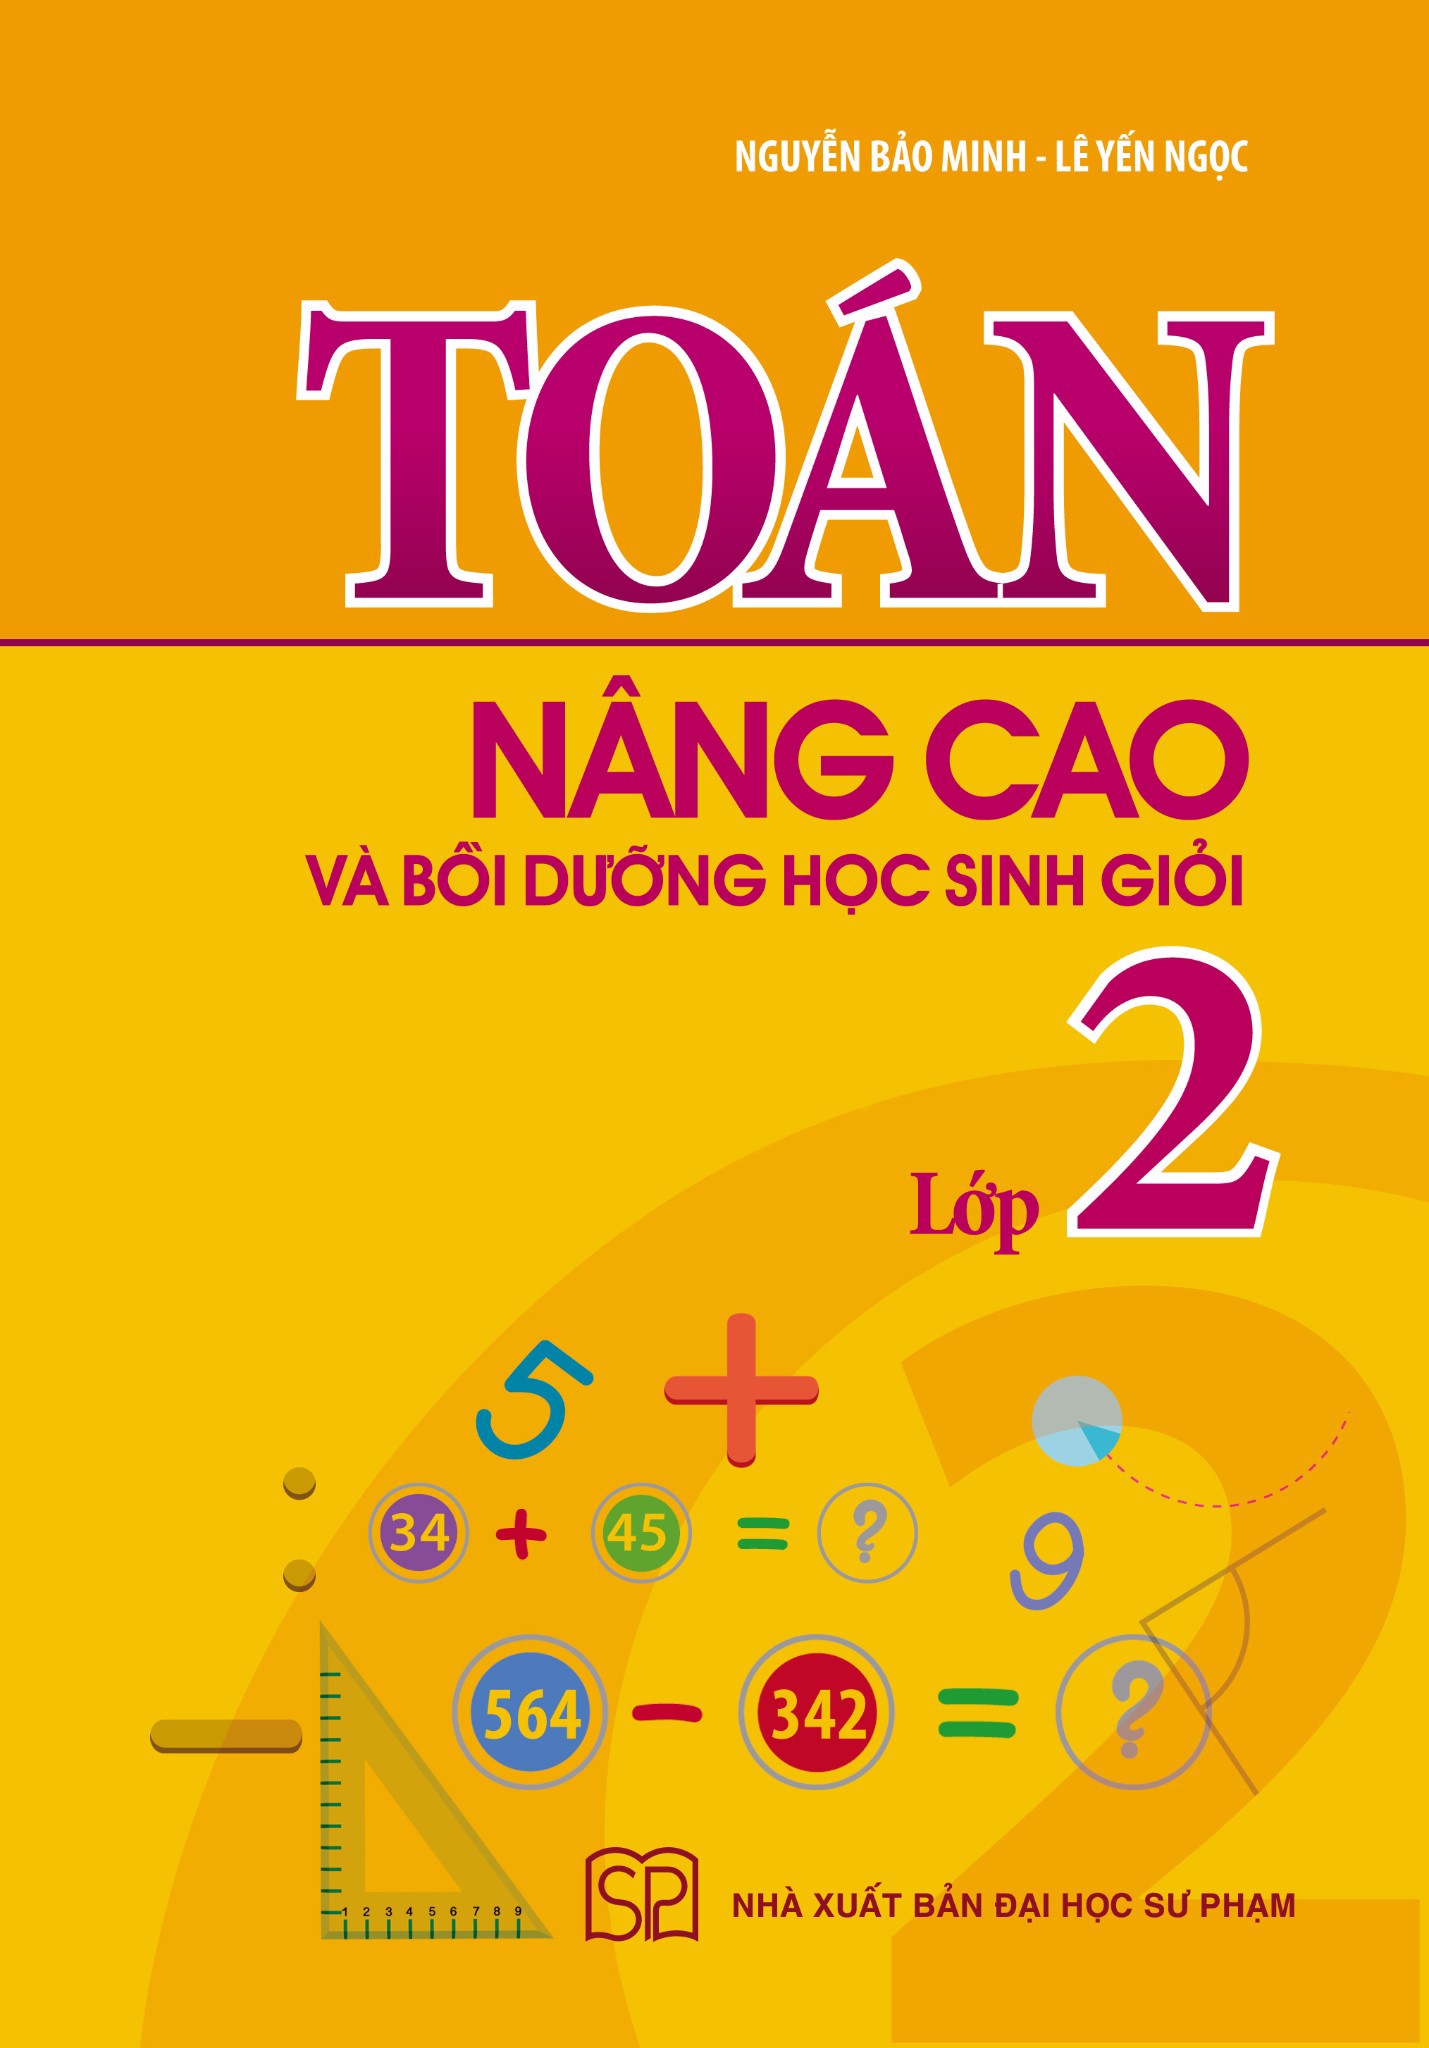 NGUYỄN BẢO MINH - LÊ YẾN NGỌC
TOÁN
NÂNG CAO
VÀ BỒI DƯỠNG HỌC SINH GIỎI
Lớp 2
5 +
34 + 45 = ?
9
564 - 342 = ?
1 2 3 4 5 6 7 8 9
SP NHÀ XUẤT BẢN ĐẠI HỌC SƯ PHẠM